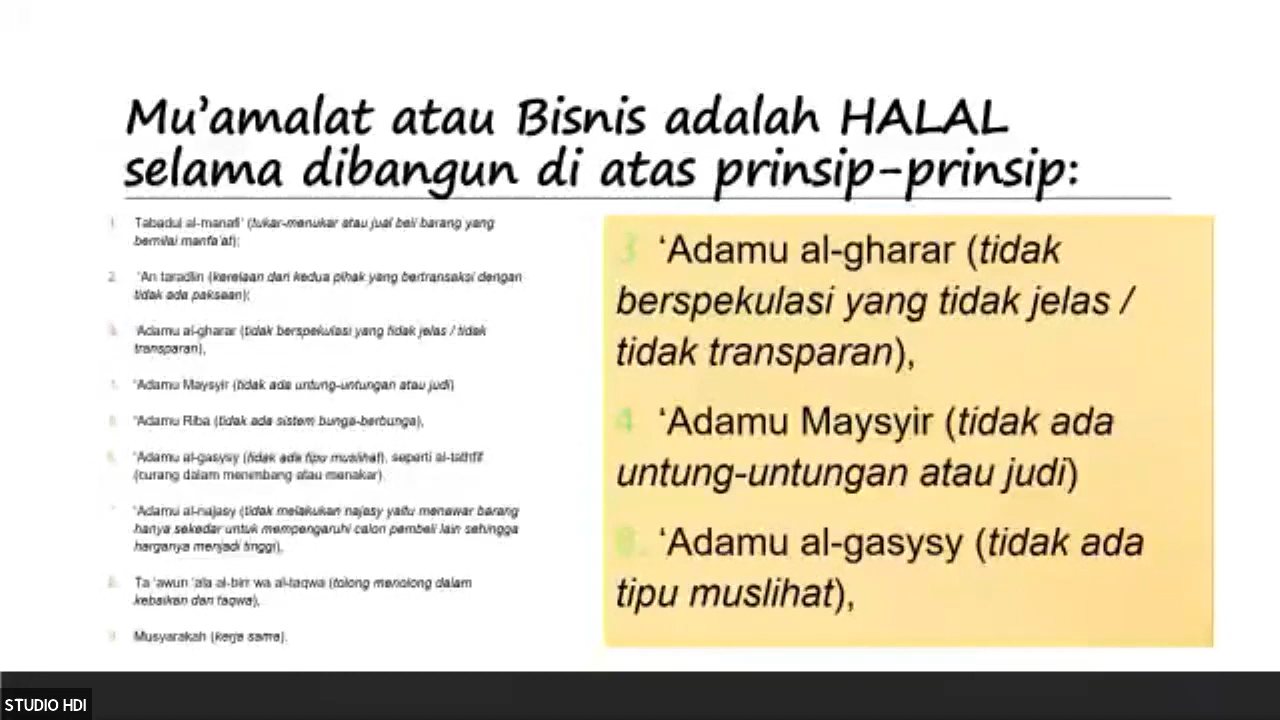 Mu'amalat atau Bisnis adalah HALAL
selama dibangun di atas prinsip-prinsip:
1. Tabadul al-manafi' (tukar-menukar atau jual beli barang yang
bernilai manfa'at);
2. 'An taradlin (kerelaan dari kedua pihak yang bertransaksi dengan
tidak ada paksaan);
3. 'Adamu al-gharar (tidak berspekulasi yang tidak jelas / tidak
transparan),
4. 'Adamu Maysyir (tidak ada untung-untungan atau judi)
5. 'Adamu Riba (tidak ada sistem bunga-berbunga),
6. 'Adamu al-gasysy (tidak ada tipu muslihat), seperti al-tathfif
(curang dalam menimbang atau menakar)
7. 'Adamu al-najasy (tidak melakukan najasy yaitu menawar barang
hanya sekedar untuk mempengaruhi calon pembeli lain sehingga
harganya menjadi tinggi),
8. Ta 'awun 'ala al-birr wa al-taqwa (tolong menolong dalam
kebaikan dan taqwa),
9. Musyarakah (kerja sama).
3 'Adamu al-gharar (tidak
berspekulasi yang tidak jelas /
tidak transparan),
4 'Adamu Maysyir (tidak ada
untung-untungan atau judi)
'Adamu al-gasysy (tidak ada
tipu muslihat),
STUDIO HDI